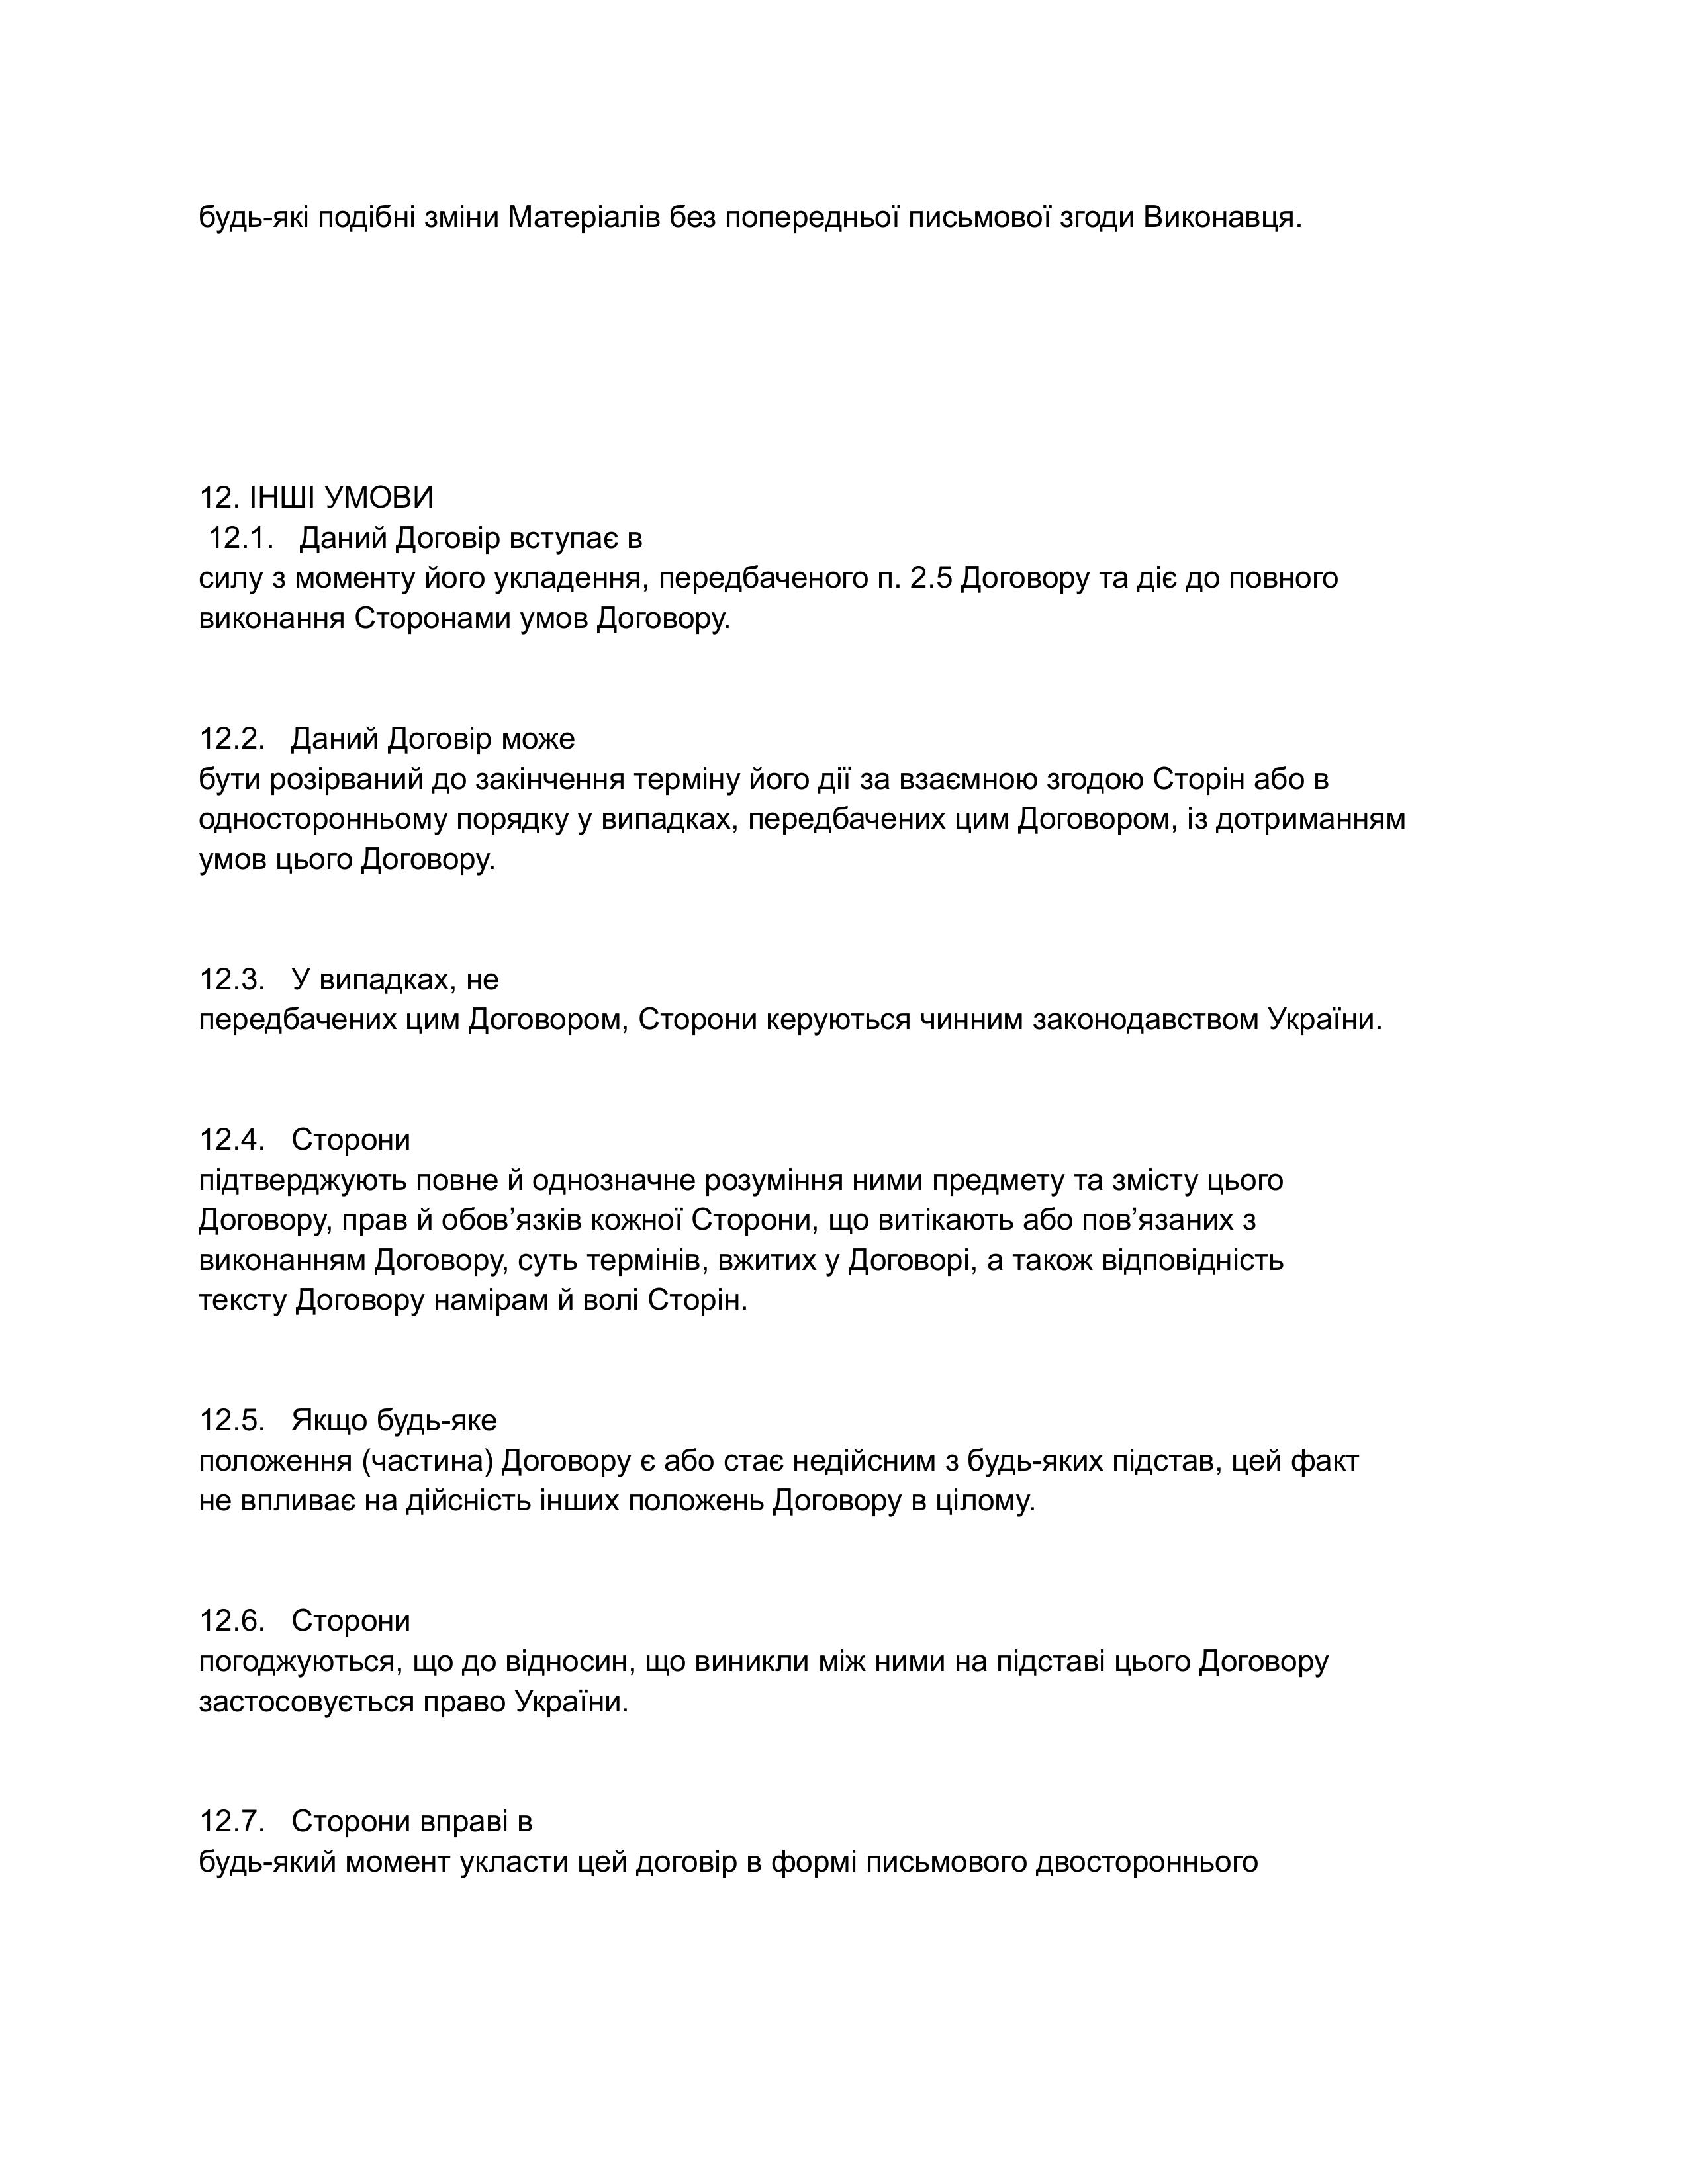 будь-які подібні зміни Матеріалів без попередньої письмової згоди Виконавця.
12. ІНШІ УМОВИ
12.1. Даний Договір вступає в
силу з моменту його укладення, передбаченого п. 2.5 Договору та діє до повного
виконання Сторонами умов Договору.
12.2. Даний Договір може
бути розірваний до закінчення терміну його дії за взаємною згодою Сторін або в
односторонньому порядку у випадках, передбачених цим Договором, із дотриманням
умов цього Договору.
12.3. У випадках, не
передбачених цим Договором, Сторони керуються чинним законодавством України.
12.4. Сторони
підтверджують повне й однозначне розуміння ними предмету та змісту цього
Договору, прав й обов’язків кожної Сторони, що витікають або пов’язаних з
виконанням Договору, суть термінів, вжитих у Договорі, а також відповідність
тексту Договору намірам й волі Сторін.
12.5. Якщо будь-яке
положення (частина) Договору є або стає недійсним з будь-яких підстав, цей факт
не впливає на дійсність інших положень Договору в цілому.
12.6. Сторони
погоджуються, що до відносин, що виникли між ними на підставі цього Договору
застосовується право України.
12.7. Сторони вправі в
будь-який момент укласти цей договір в формі письмового двостороннього